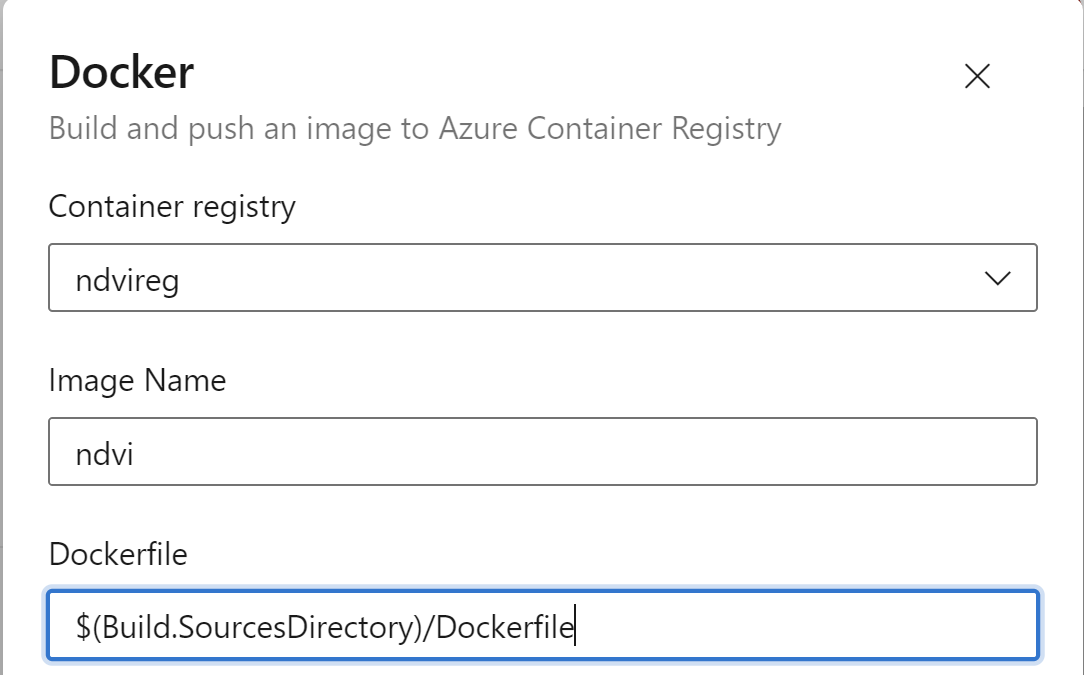 Docker
Build and push an image to Azure Container Registry
Container registry
ndvireg
Image Name
ndvi
Dockerfile
$(Build.SourcesDirectory)/Dockerfile